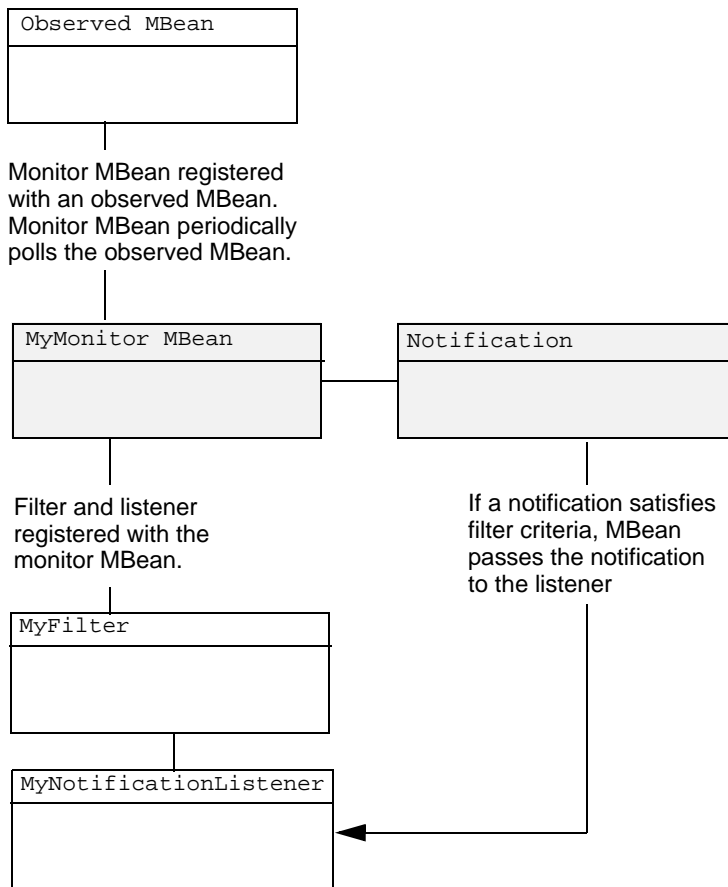 Observed MBean
Monitor MBean registered
with an observed MBean.
Monitor MBean periodically
polls the observed MBean.
MyMonitor MBean
Notification
Filter and listener
registered with the
monitor MBean.
If a notification satisfies
filter criteria, MBean
passes the notification
to the listener
MyFilter
MyNotificationListener